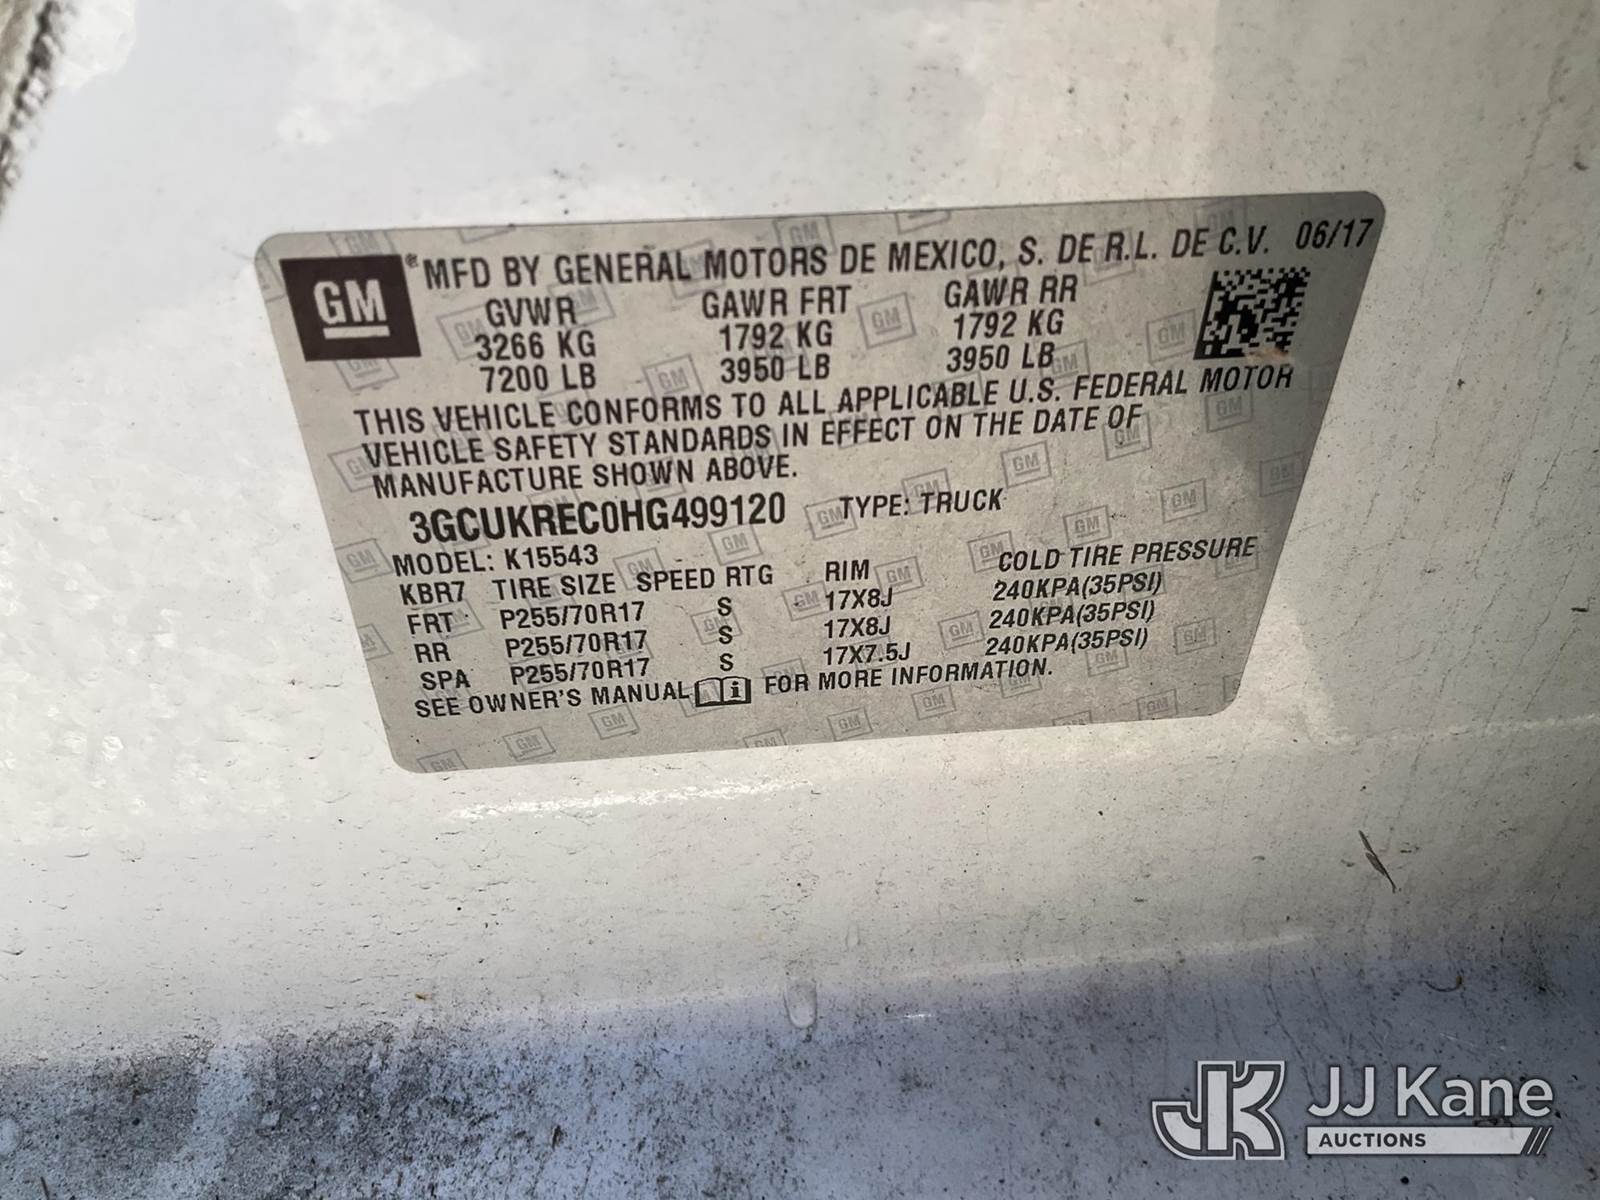 GM
® MFD BY GENERAL MOTORS DE MEXICO, S. DE R.L. DE C.V. 06/17
GVWR GAWR FRT GAWR RR
3266 KG 1792 KG 1792 KG
7200 LB 3950 LB 3950 LB
THIS VEHICLE CONFORMS TO ALL APPLICABLE U.S. FEDERAL MOTOR
VEHICLE SAFETY STANDARDS IN EFFECT ON THE DATE OF
MANUFACTURE SHOWN ABOVE.
3GCUKREC0HG499120 TYPE: TRUCK
MODEL: K15543
KBR7 TIRE SIZE SPEED RTG RIM COLD TIRE PRESSURE
FRT P255/70R17 S 17X8J 240KPA(35PSI)
RR P255/70R17 S 17X8J 240KPA(35PSI)
SPA P255/70R17 S 17X7.5J 240KPA(35PSI)
SEE OWNER'S MANUAL i FOR MORE INFORMATION.
JK JJ Kane
AUCTIONS